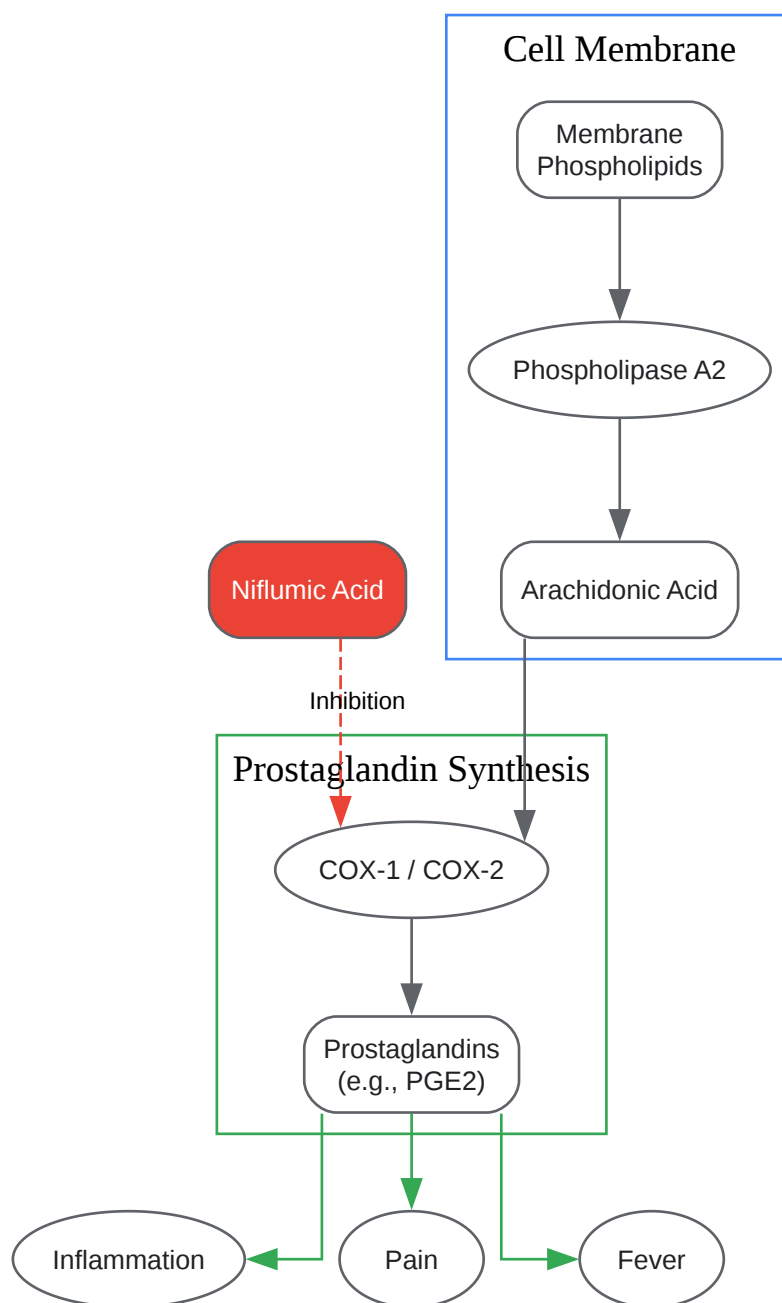 Cell Membrane
Membrane
Phospholipids
Phospholipase A2
Niflumic Acid
Arachidonic Acid
Inhibition
Prostaglandin Synthesis
COX-1 / COX-2
Prostaglandins
(e.g., PGE2)
Inflammation
Pain
Fever